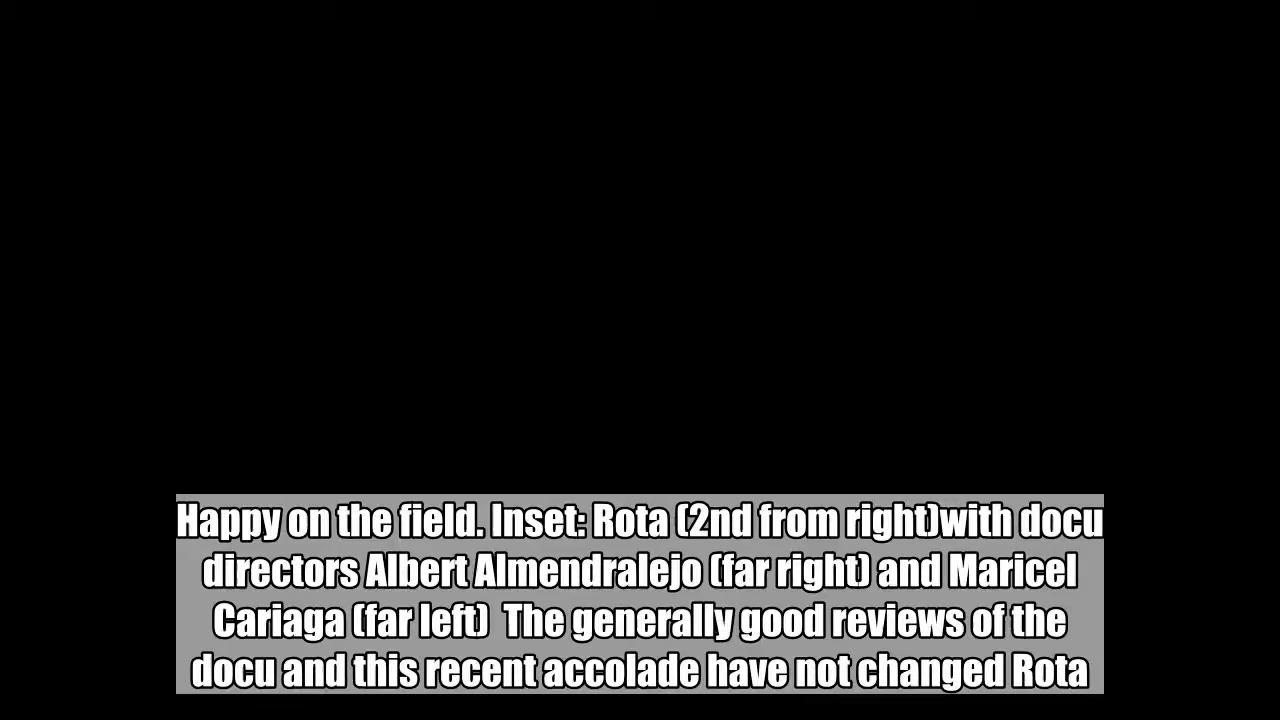 Happy on the field. Inset: Rota (2nd from right)with docu
directors Albert Almendralejo (far right) and Maricel
Cariaga (far left)  The generally good reviews of the
docu and this recent accolade have not changed Rota